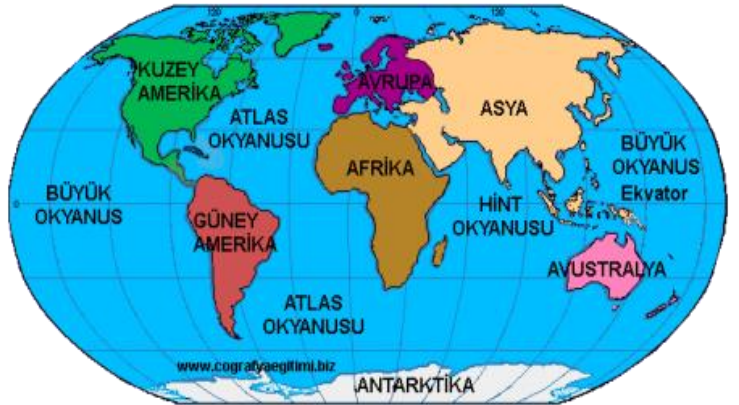 KUZEY
AMERİKA
AVRUPA
ASYA
ATLAS
OKYANUSU
BÜYÜK
OKYANUS
Ekvator
AFRİKA
BÜYÜK
OKYANUS
HİNT
OKYANUSU
GÜNEY
AMERİKA
AVUSTRALYA
ATLAS
OKYANUSU
www.cografyaegitimi.biz
ANTARKTİKA